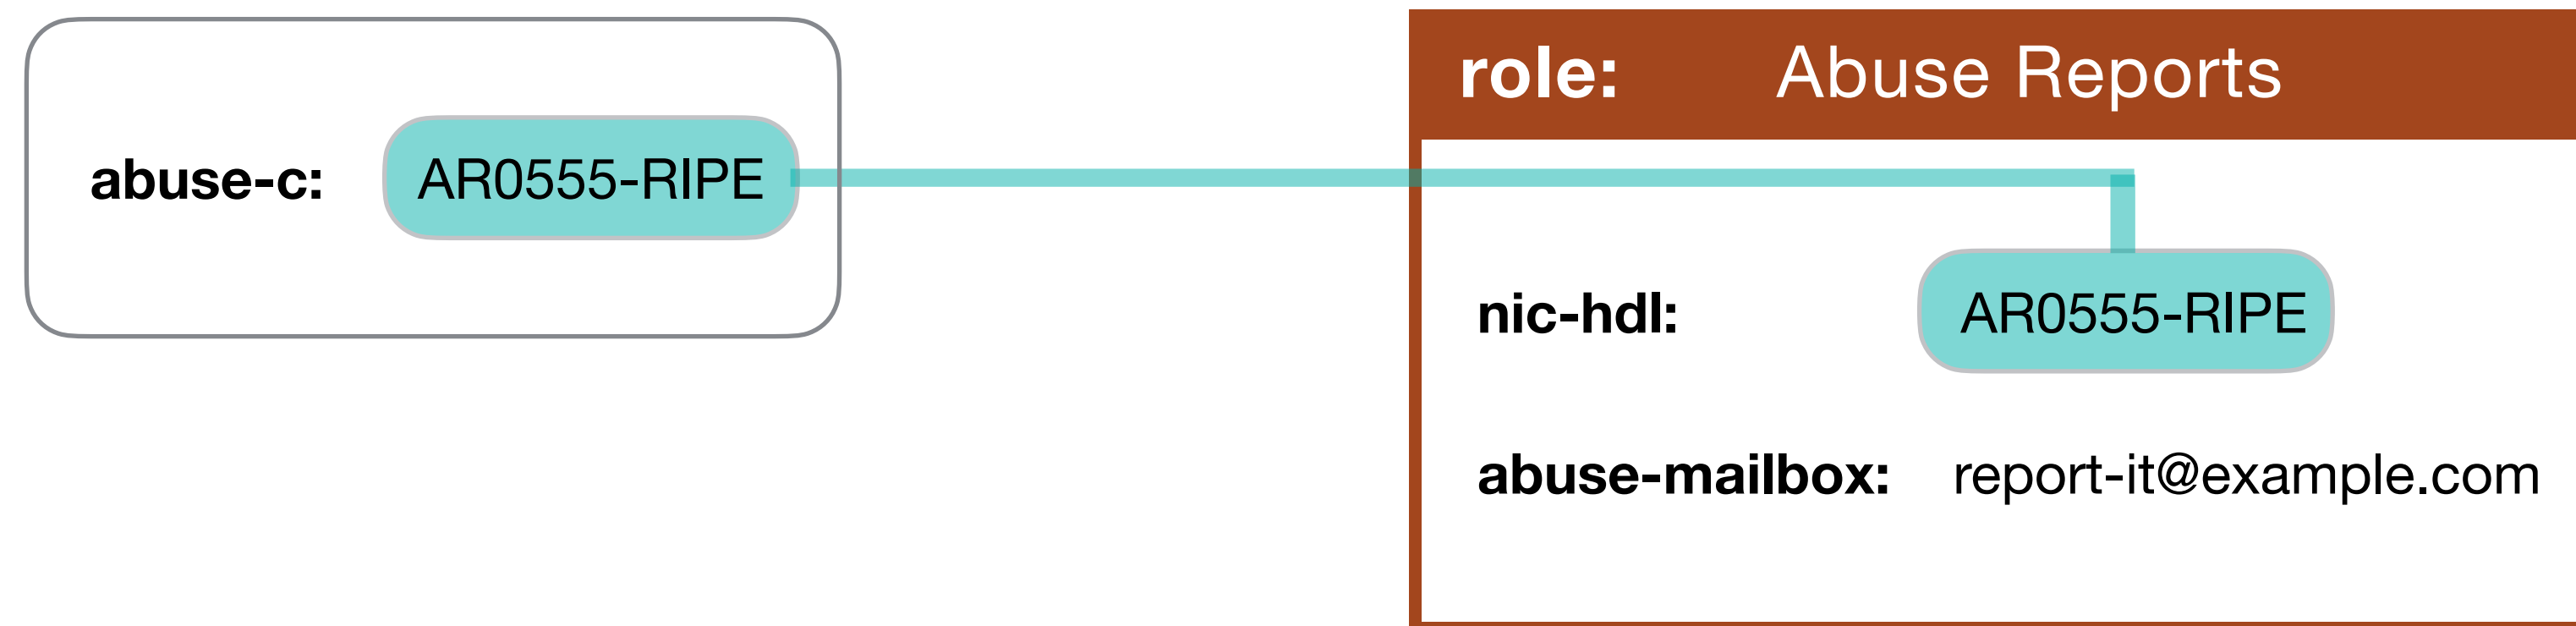 abuse-c: AR0555-RIPE
role: Abuse Reports
nic-hdl: AR0555-RIPE
abuse-mailbox: report-it@example.com